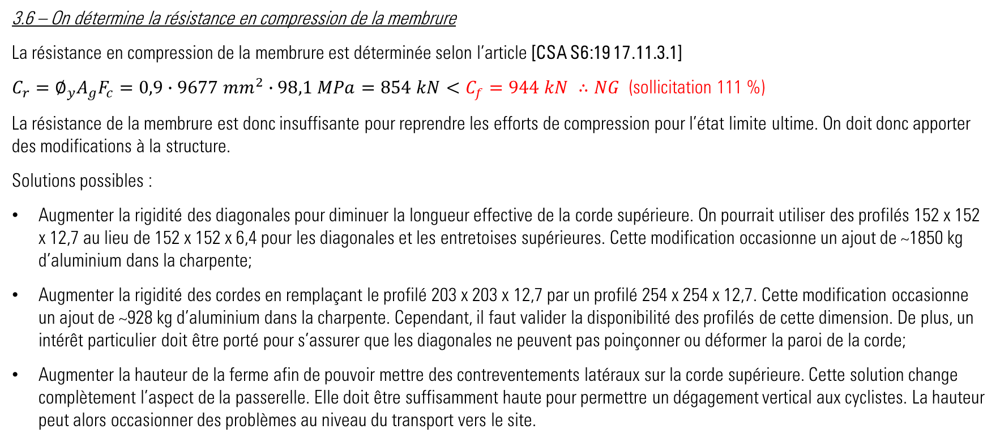 3.6 – On détermine la résistance en compression de la membrure
La résistance en compression de la membrure est déterminée selon l’article [CSA S6:19 17.11.3.1]
C_r = ∅_y A_g F_c = 0,9 · 9677 mm² · 98,1 MPa = 854 kN < C_f = 944 kN ∴ NG (sollicitation 111 %)
La résistance de la membrure est donc insuffisante pour reprendre les efforts de compression pour l’état limite ultime. On doit donc apporter
des modifications à la structure.
Solutions possibles :
• Augmenter la rigidité des diagonales pour diminuer la longueur effective de la corde supérieure. On pourrait utiliser des profilés 152 x 152
x 12,7 au lieu de 152 x 152 x 6,4 pour les diagonales et les entretoises supérieures. Cette modification occasionne un ajout de ~1850 kg
d’aluminium dans la charpente;
• Augmenter la rigidité des cordes en remplaçant le profilé 203 x 203 x 12,7 par un profilé 254 x 254 x 12,7. Cette modification occasionne
un ajout de ~928 kg d’aluminium dans la charpente. Cependant, il faut valider la disponibilité des profilés de cette dimension. De plus, un
intérêt particulier doit être porté pour s’assurer que les diagonales ne peuvent pas poinçonner ou déformer la paroi de la corde;
• Augmenter la hauteur de la ferme afin de pouvoir mettre des contreventements latéraux sur la corde supérieure. Cette solution change
complètement l’aspect de la passerelle. Elle doit être suffisamment haute pour permettre un dégagement vertical aux cyclistes. La hauteur
peut alors occasionner des problèmes au niveau du transport vers le site.